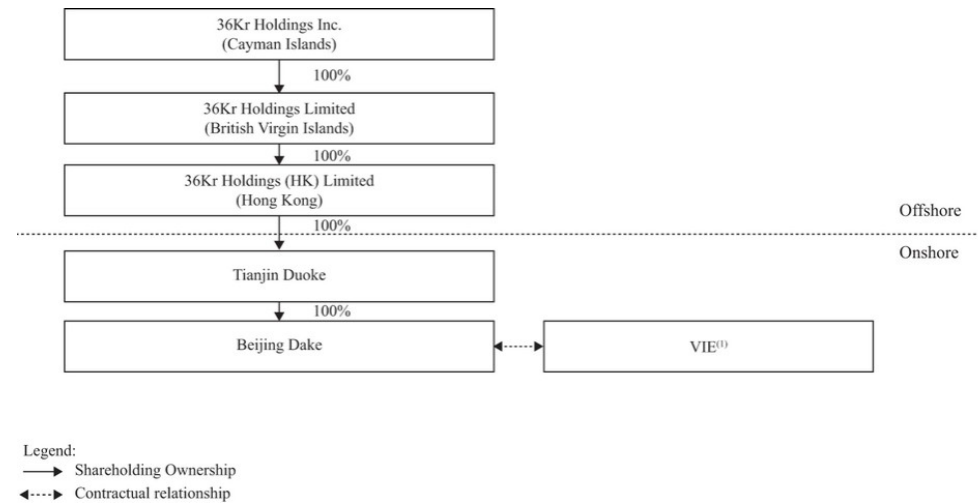 36Kr Holdings Inc.
(Cayman Islands)
100%
36Kr Holdings Limited
(British Virgin Islands)
100%
36Kr Holdings (HK) Limited
(Hong Kong)
Offshore
100%
Onshore
Tianjin Duoke
100%
Beijing Dake
VIE(1)
Legend:
Shareholding Ownership
Contractual relationship